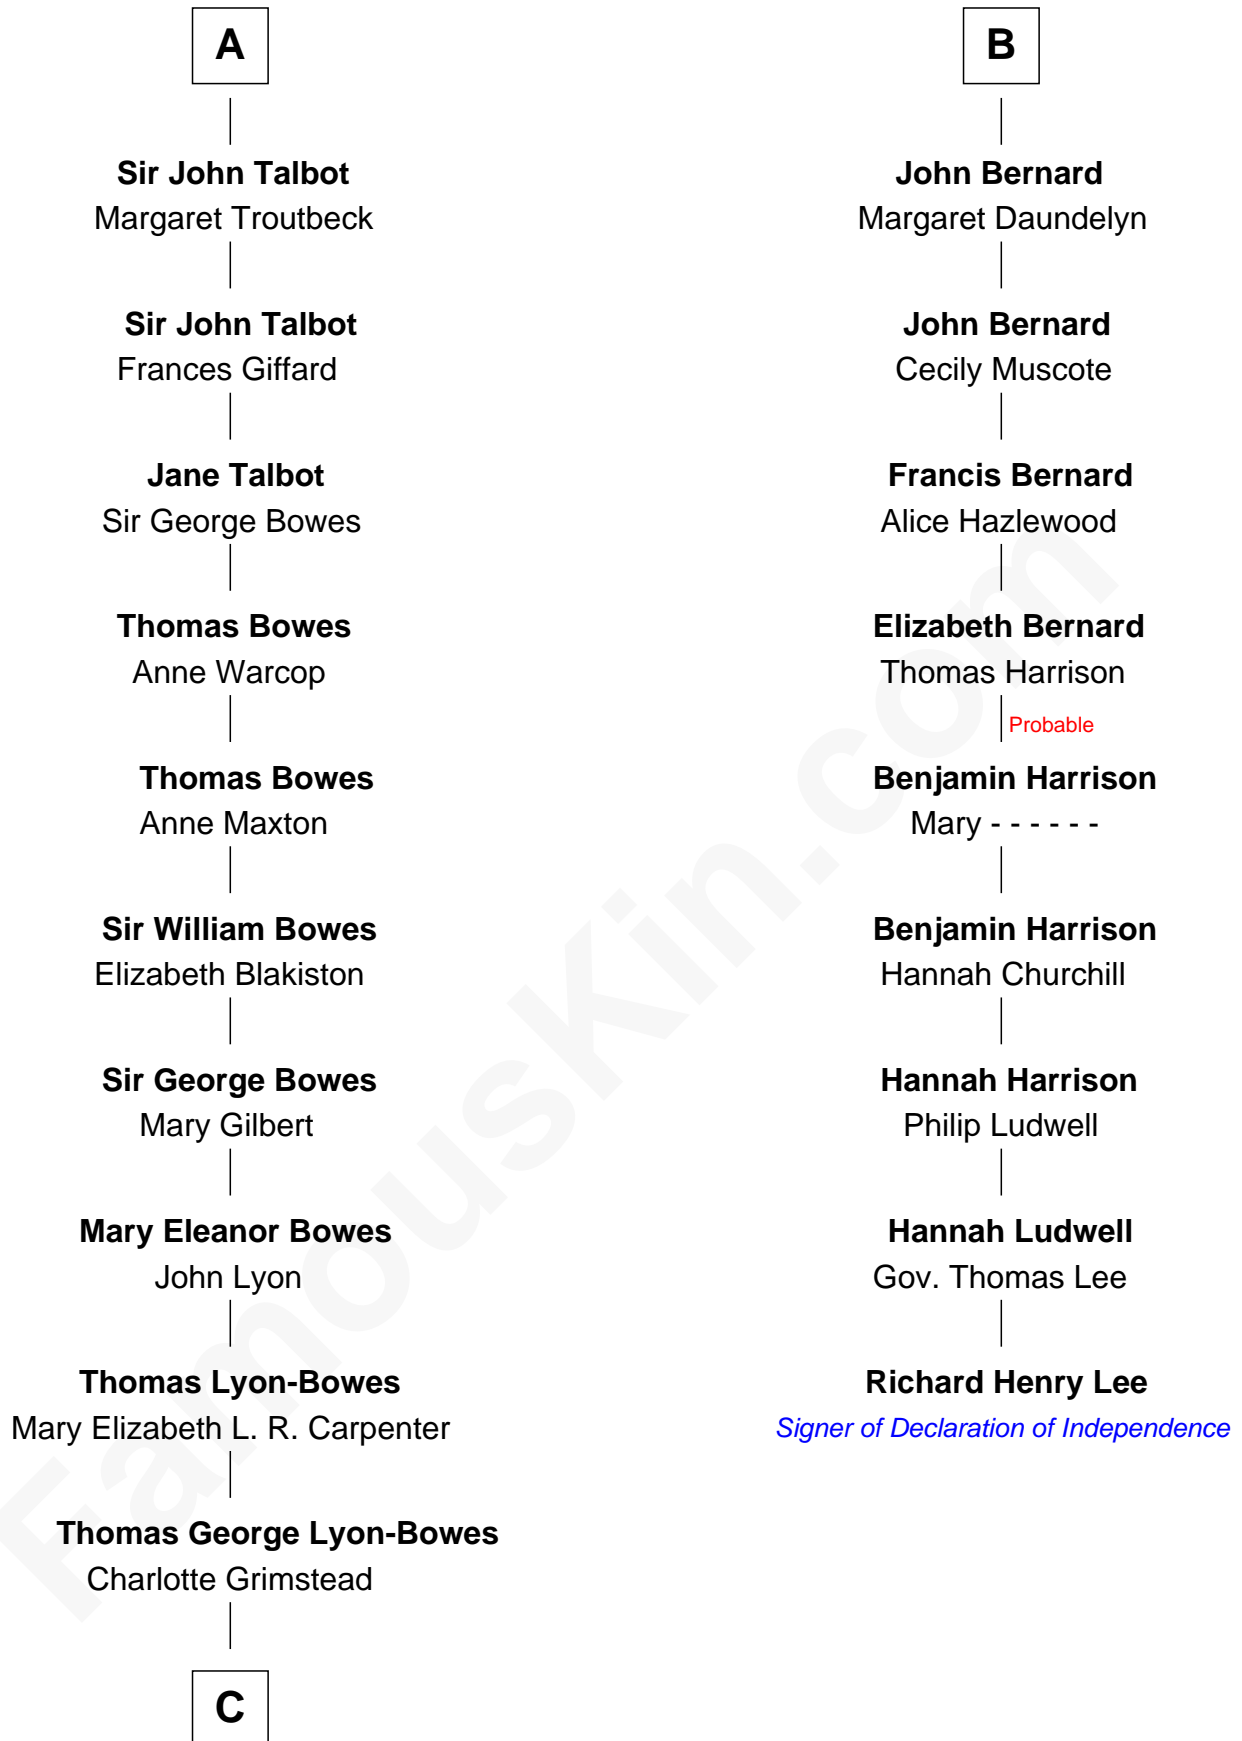 A
Sir John Talbot
Margaret Troutbeck
Sir John Talbot
Frances Giffard
Jane Talbot
Sir George Bowes
Thomas Bowes
Anne Warcop
Thomas Bowes
Anne Maxton
Sir William Bowes
Elizabeth Blakiston
Sir George Bowes
Mary Gilbert
Mary Eleanor Bowes
John Lyon
Thomas Lyon-Bowes
Mary Elizabeth L. R. Carpenter
Thomas George Lyon-Bowes
Charlotte Grimstead
C
B
John Bernard
Margaret Daundelyn
John Bernard
Cecily Muscote
Francis Bernard
Alice Hazlewood
Elizabeth Bernard
Thomas Harrison
Probable
Benjamin Harrison
Mary - - - - - -
Benjamin Harrison
Hannah Churchill
Hannah Harrison
Philip Ludwell
Hannah Ludwell
Gov. Thomas Lee
Richard Henry Lee
Signer of Declaration of Independence
FamousKin.com